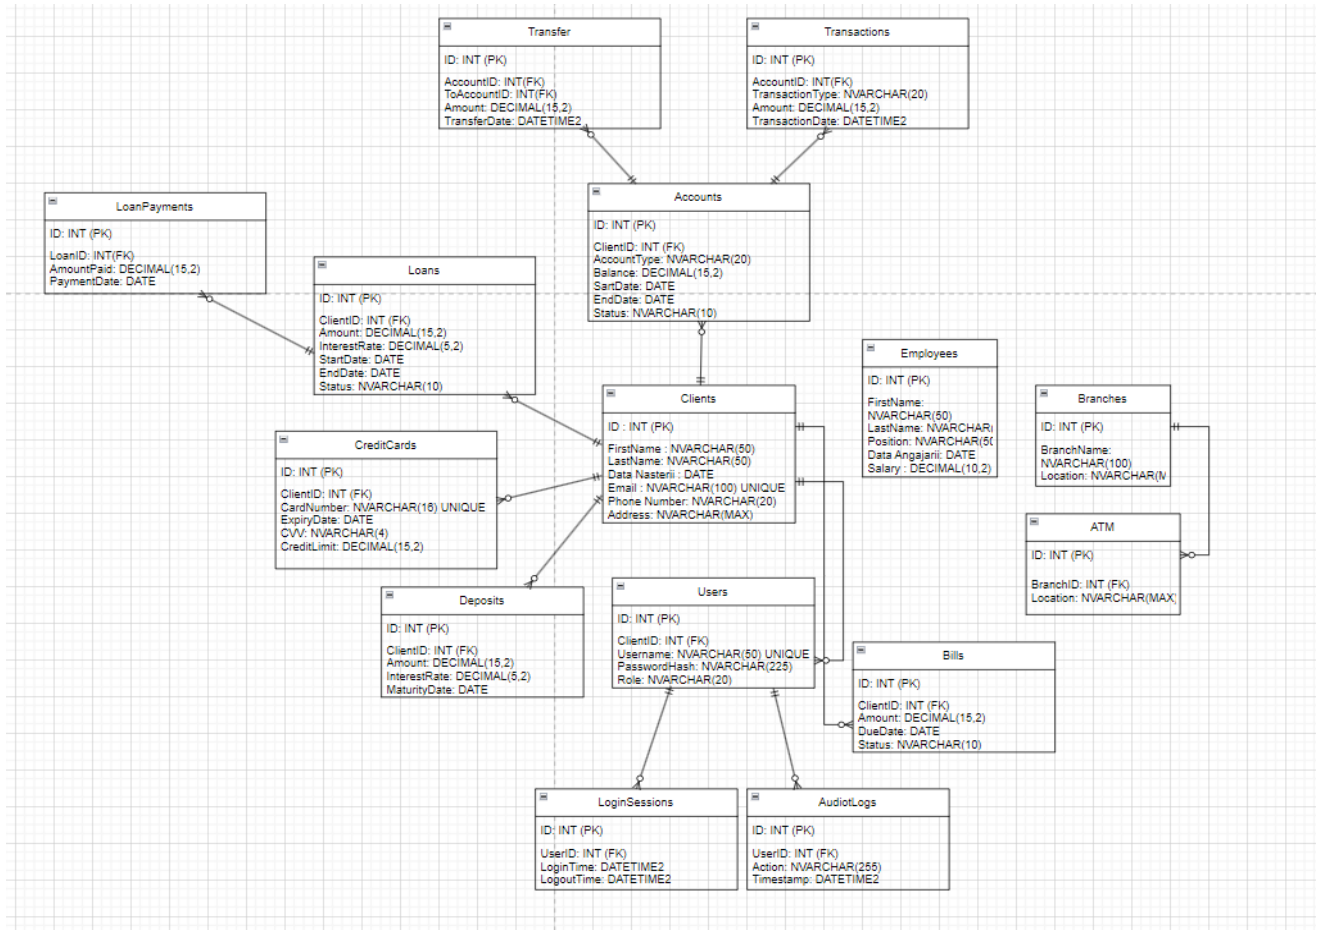 Transfer
ID: INT (PK)
AccountID: INT(FK)
ToAccountID: INT(FK)
Amount: DECIMAL(15,2)
TransferDate: DATETIME2
Transactions
ID: INT (PK)
AccountID: INT(FK)
TransactionType: NVARCHAR(20)
Amount: DECIMAL(15,2)
TransactionDate: DATETIME2
LoanPayments
ID: INT (PK)
LoanID: INT(FK)
AmountPaid: DECIMAL(15,2)
PaymentDate: DATE
Loans
ID: INT (PK)
ClientID: INT (FK)
Amount: DECIMAL(15,2)
InterestRate: DECIMAL(5,2)
StartDate: DATE
EndDate: DATE
Status: NVARCHAR(10)
Accounts
ID: INT (PK)
ClientID: INT (FK)
AccountType: NVARCHAR(20)
Balance: DECIMAL(15,2)
SartDate: DATE
EndDate: DATE
Status: NVARCHAR(10)
Employees
ID: INT (PK)
FirstName:
NVARCHAR(50)
LastName: NVARCHAR(
Position: NVARCHAR(50
Data Angajarii: DATE
Salary : DECIMAL(10,2)
Branches
ID: INT (PK)
BranchName:
NVARCHAR(100)
Location: NVARCHAR(M
CreditCards
ID: INT (PK)
ClientID: INT (FK)
CardNumber: NVARCHAR(16) UNIQUE
ExpiryDate: DATE
CVV: NVARCHAR(4)
CreditLimit: DECIMAL(15,2)
Clients
ID : INT (PK)
FirstName : NVARCHAR(50)
LastName: NVARCHAR(50)
Data Nasterii : DATE
Email : NVARCHAR(100) UNIQUE
Phone Number: NVARCHAR(20)
Address: NVARCHAR(MAX)
ATM
ID: INT (PK)
BranchID: INT (FK)
Location: NVARCHAR(MAX)
Deposits
ID: INT (PK)
ClientID: INT (FK)
Amount: DECIMAL(15,2)
InterestRate: DECIMAL(5,2)
MaturityDate: DATE
Users
ID: INT (PK)
ClientID: INT (FK)
Username: NVARCHAR(50) UNIQUE
PasswordHash: NVARCHAR(225)
Role: NVARCHAR(20)
Bills
ID: INT (PK)
ClientID: INT (FK)
Amount: DECIMAL(15,2)
DueDate: DATE
Status: NVARCHAR(10)
LoginSessions
ID: INT (PK)
UserID: INT (FK)
LoginTime: DATETIME2
LogoutTime: DATETIME2
AudiotLogs
ID: INT (PK)
UserID: INT (FK)
Action: NVARCHAR(255)
Timestamp: DATETIME2